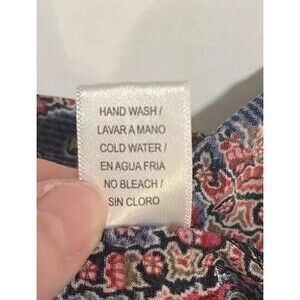 HAND WASH /
LAVAR A MANO
COLD WATER /
EN AGUA FRIA
NO BLEACH /
SIN CLORO